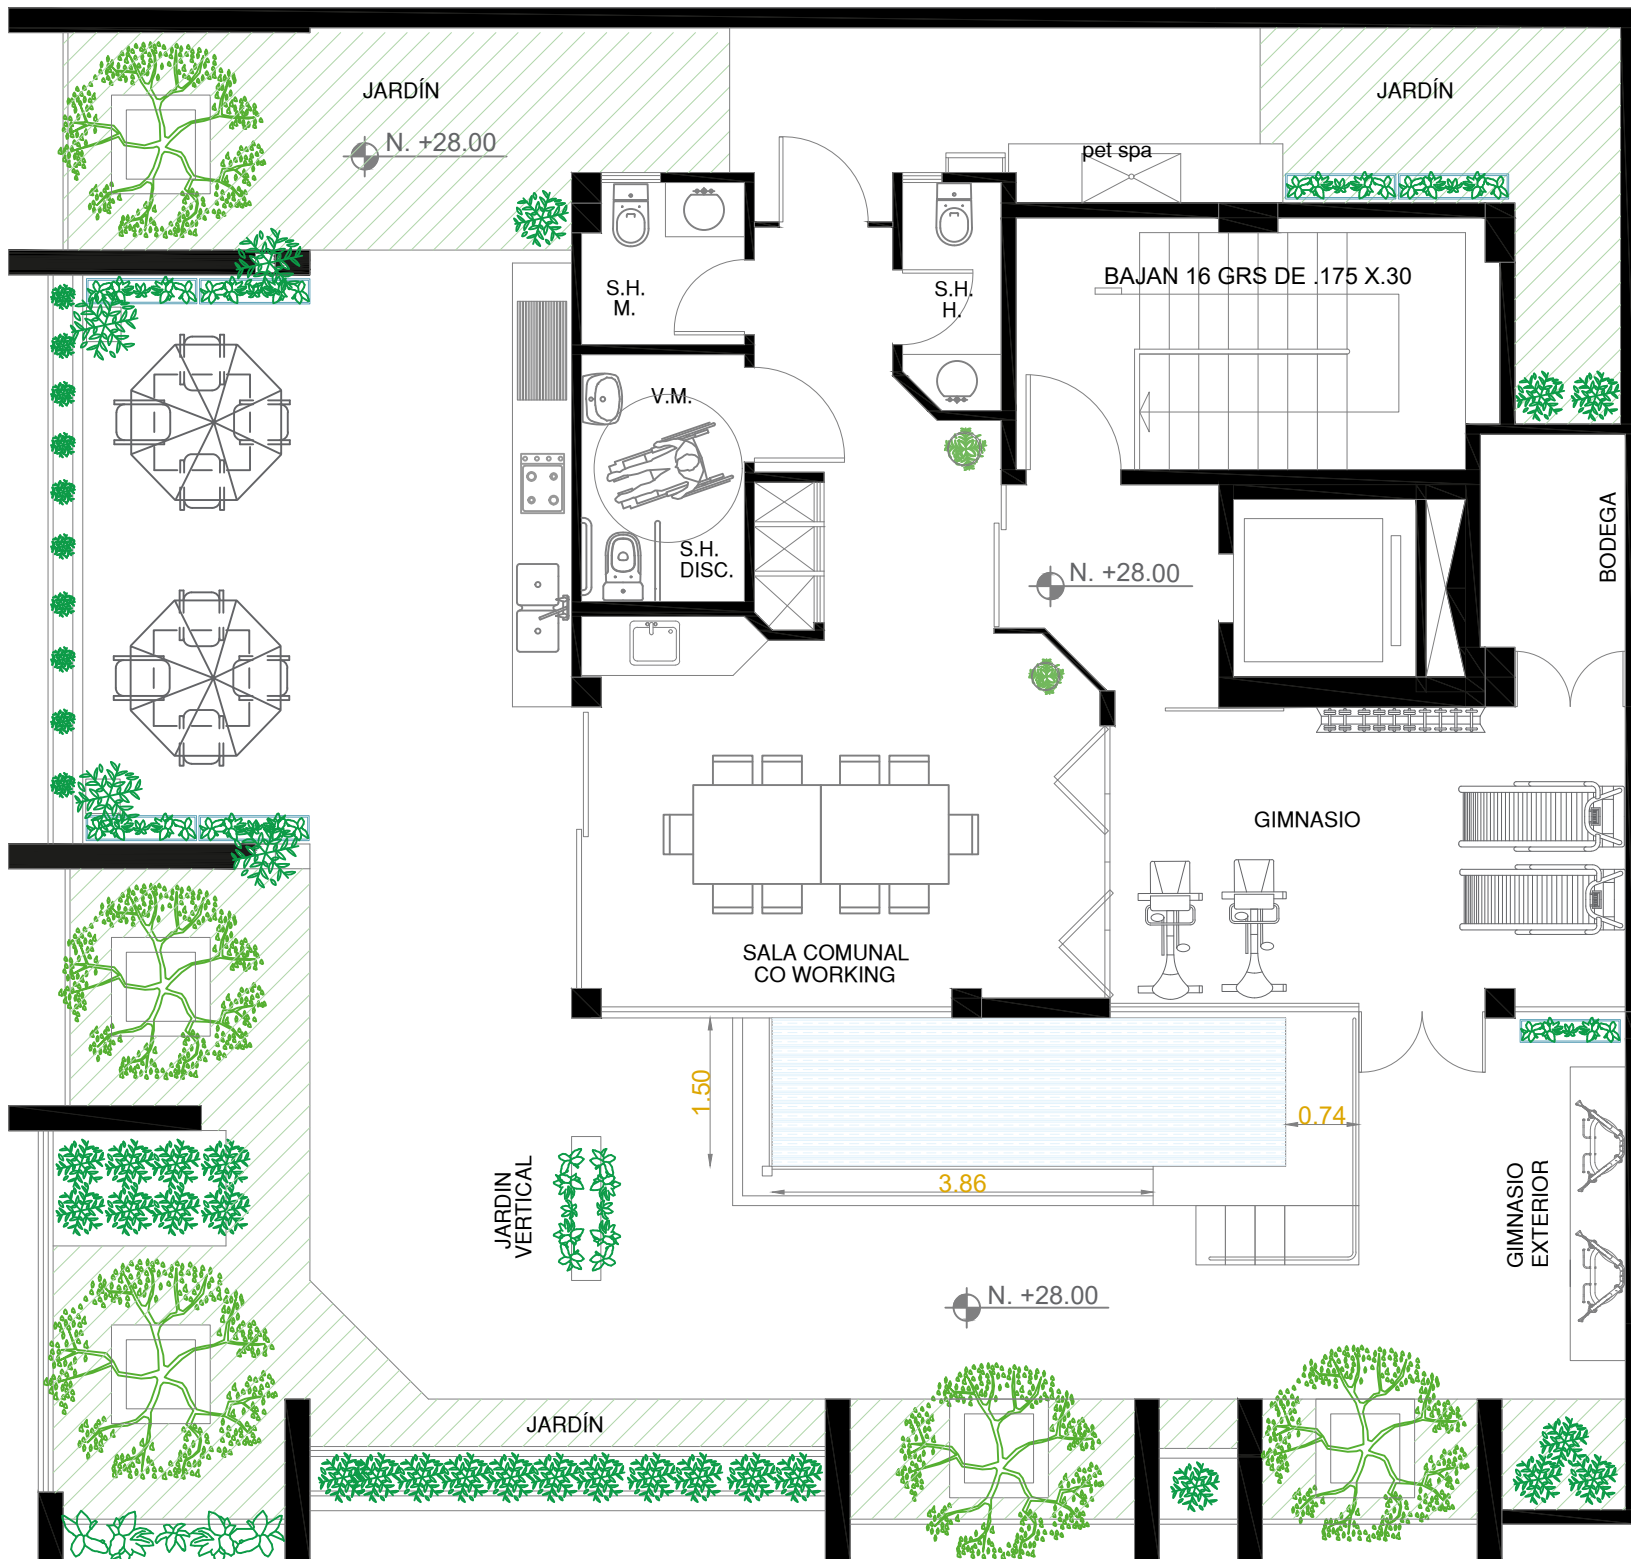 JARDÍN
JARDÍN
N. +28.00
pet spa
BAJAN 16 GRS DE .175 X.30
S.H.
M.
S.H.
H.
V.M.
BODEGA
S.H.
DISC.
N. +28.00
GIMNASIO
SALA COMUNAL
CO WORKING
1.50
0.74
3.86
JARDIN
VERTICAL
GIMNASIO
EXTERIOR
N. +28.00
JARDÍN